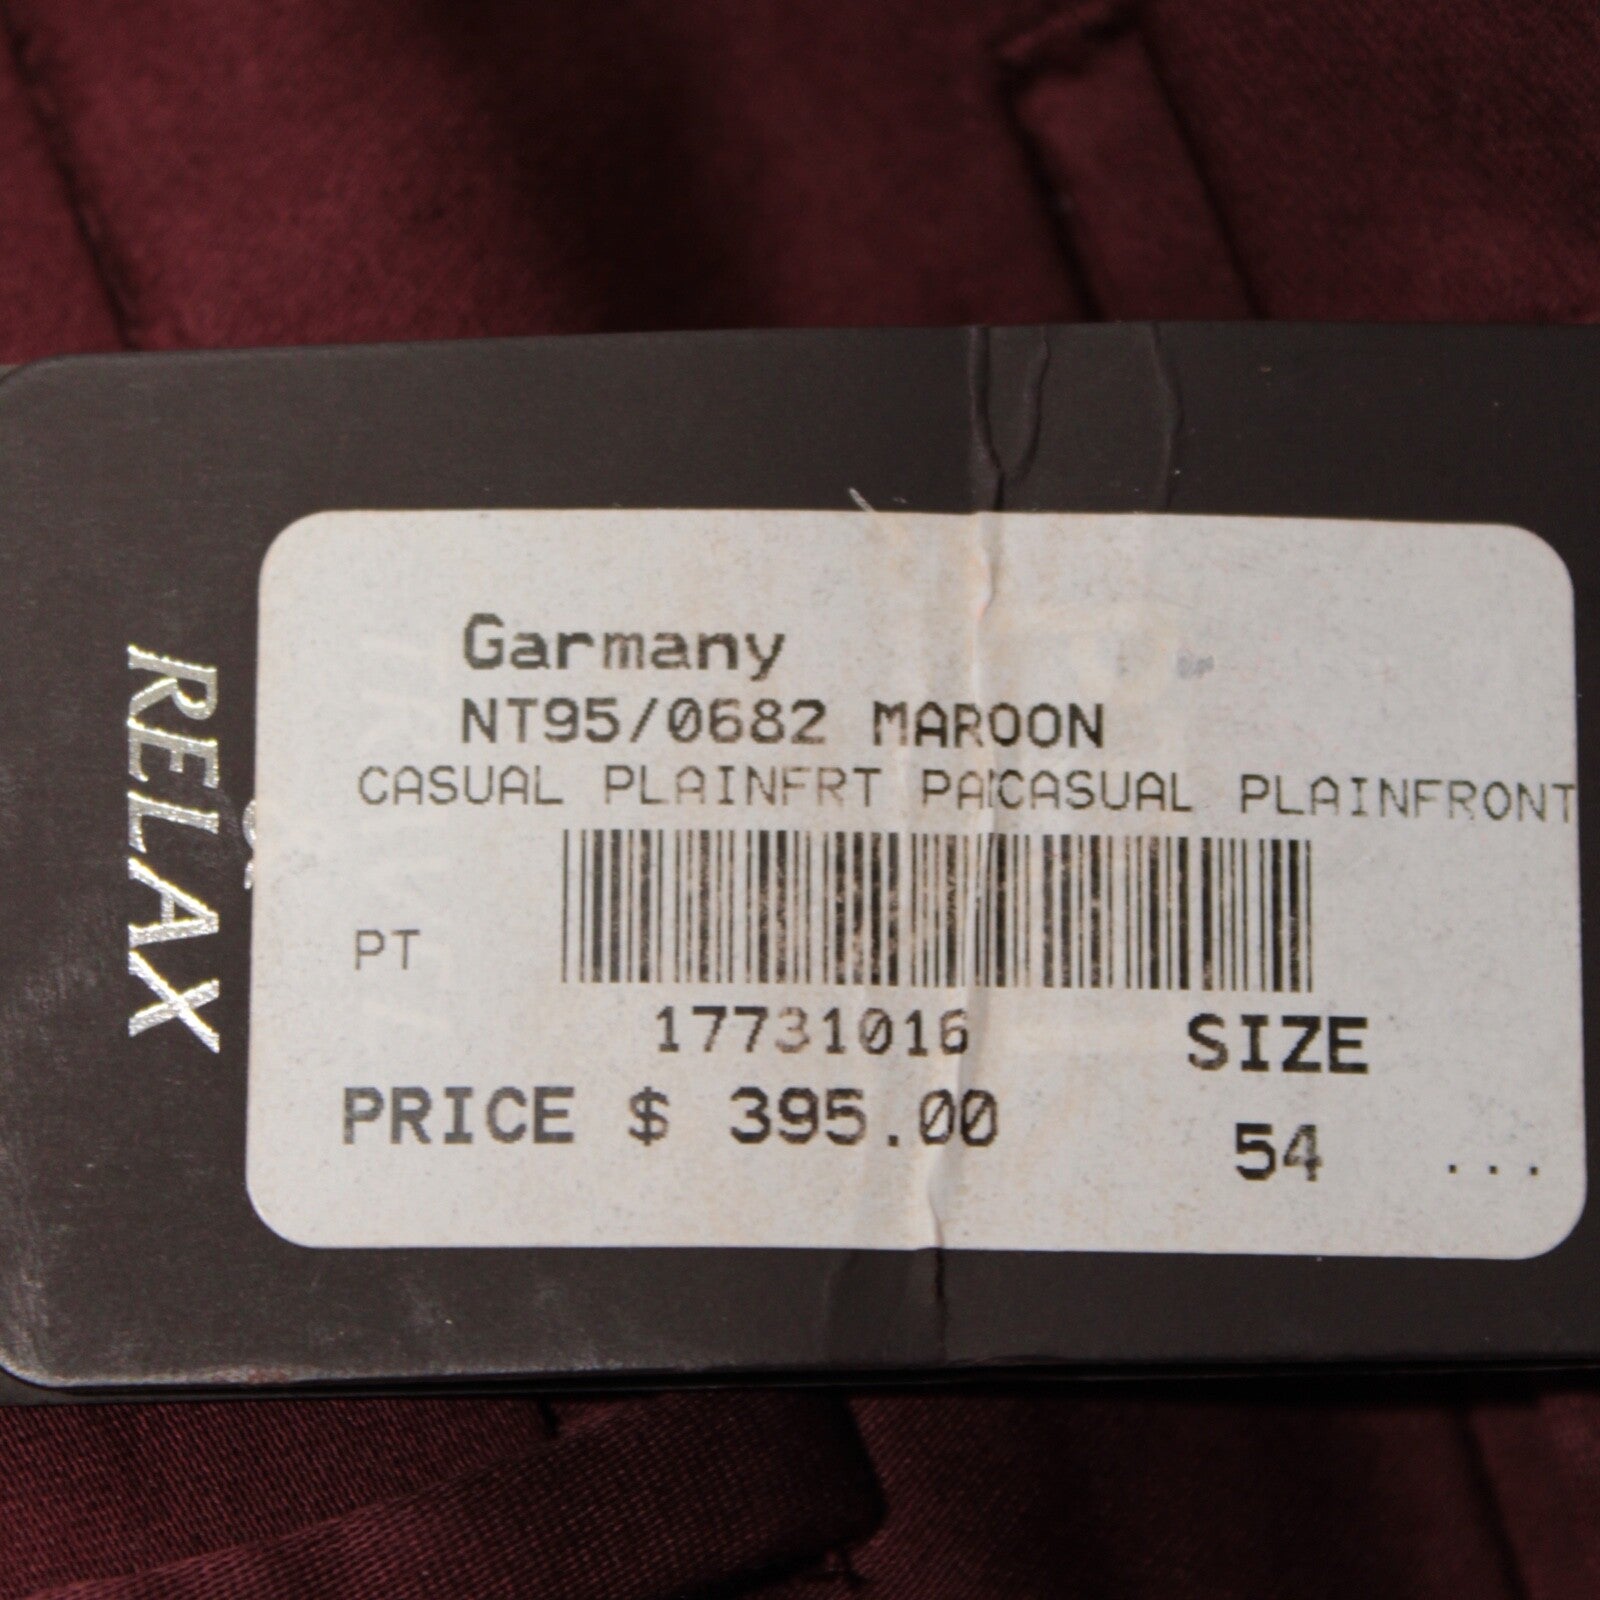 RELAX
Garmany
NT95/0682 MAROON
CASUAL PLAINFRT PACASUAL PLAINFRONT
PT
17731016
SIZE
PRICE $ 395.00
54 ...